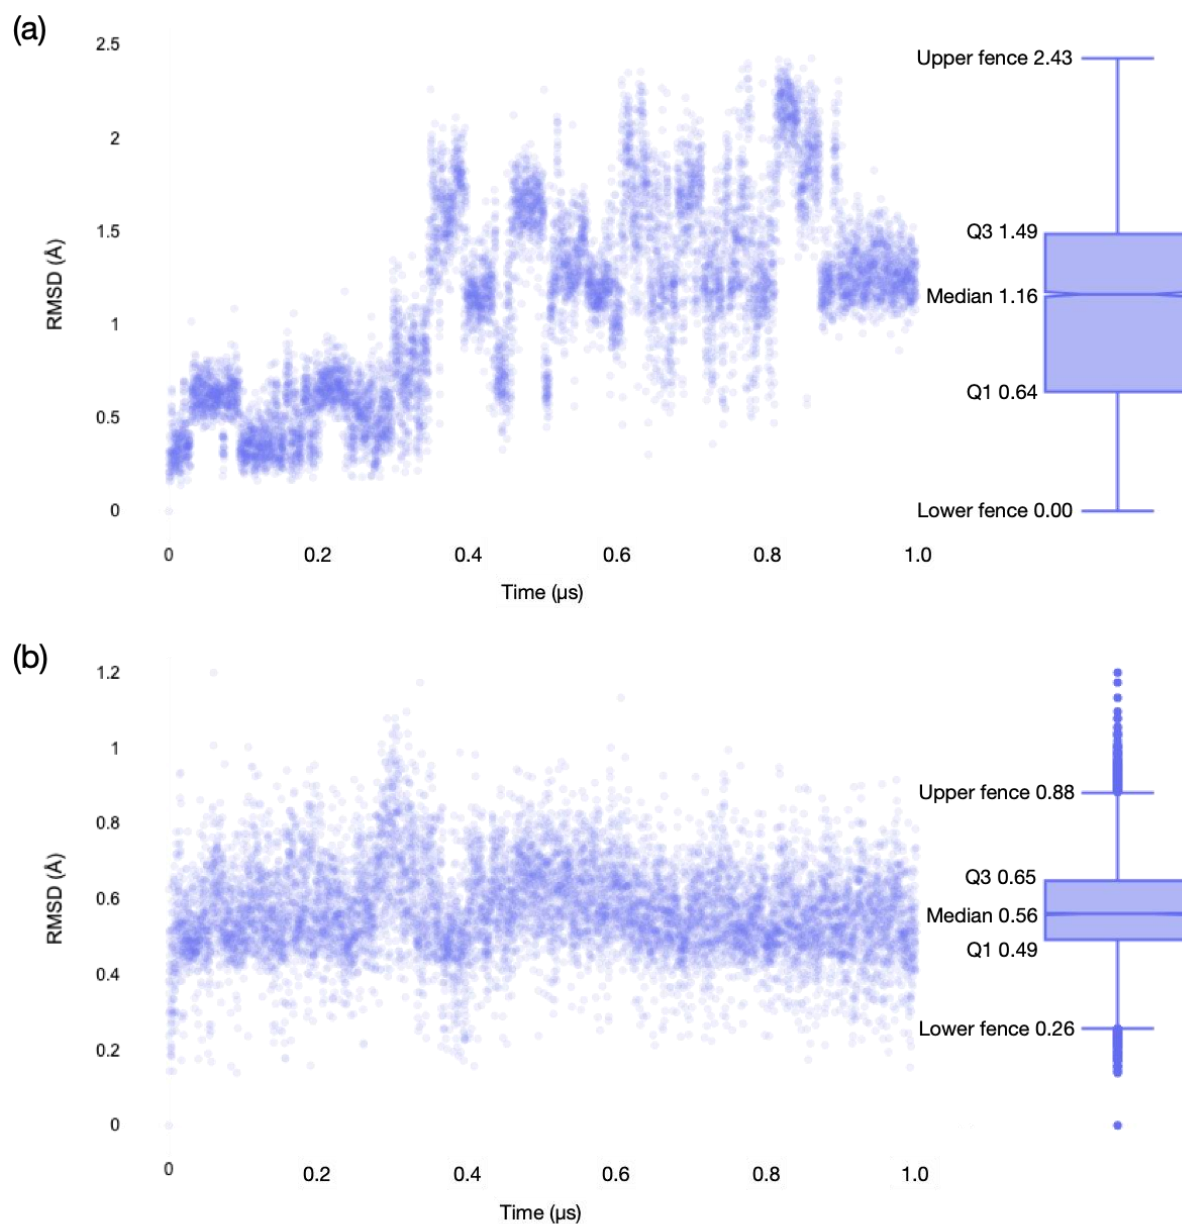 (a)
2.5
2
1.5
1
0.5
0
RMSD (Å)
0
0.2
0.4
0.6
0.8
1.0
Time (µs)
Upper fence 2.43
Q3 1.49
Median 1.16
Q1 0.64
Lower fence 0.00
(b)
1.2
1
0.8
0.6
0.4
0.2
0
RMSD (Å)
0
0.2
0.4
0.6
0.8
1.0
Time (µs)
Upper fence 0.88
Q3 0.65
Median 0.56
Q1 0.49
Lower fence 0.26